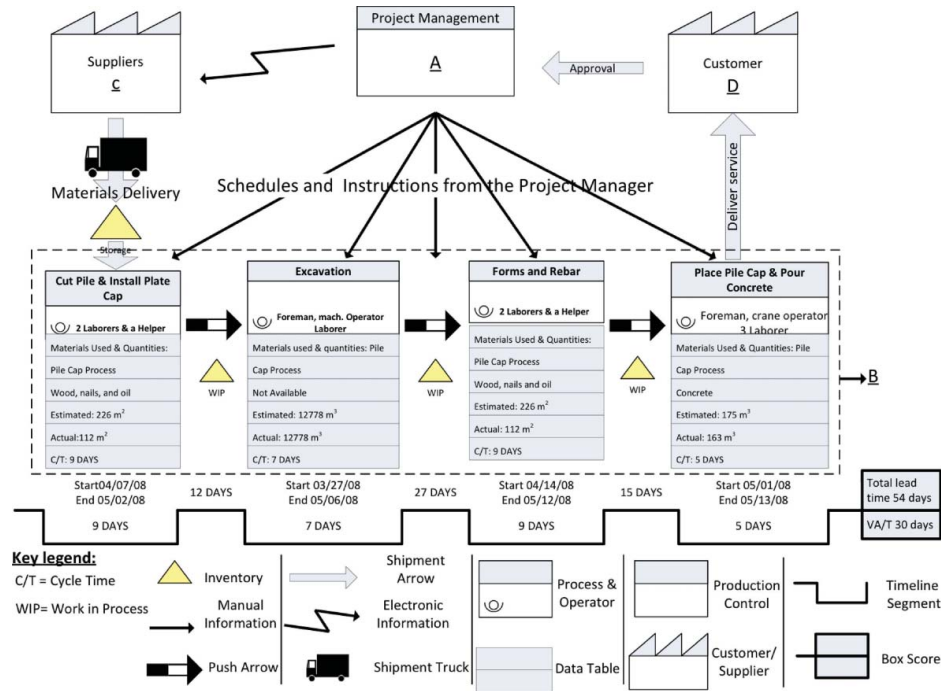 Project Management
A
Suppliers
C
Approval
Customer
D
Materials Delivery
Schedules and Instructions from the Project Manager
Deliver service
Storage
Cut Pile & Install Plate
Cap
2 Laborers & a Helper
Materials Used & Quantities:
Pile Cap Process
Wood, nails, and oil
Estimated: 226 m²
Actual:112 m²
C/T: 9 DAYS
WIP
Excavation
Foreman, mach. Operator
Laborer
Materials used & quantities: Pile
Cap Process
Not Available
Estimated: 12778 m³
Actual: 12778 m³
C/T: 7 DAYS
WIP
Forms and Rebar
2 Laborers & a Helper
Materials Used & Quantities:
Pile Cap Process
Wood, nails and oil
Estimated: 226 m²
Actual: 112 m²
C/T: 9 DAYS
WIP
Place Pile Cap & Pour
Concrete
Foreman, crane operator
3 Laborer
Materials Used & Quantities: Pile
Cap Process
Concrete
Estimated: 175 m³
Actual: 163 m³
C/T: 5 DAYS
B
Start04/07/08
End 05/02/08
12 DAYS
Start 03/27/08
End 05/06/08
27 DAYS
Start 04/14/08
End 05/12/08
15 DAYS
Start 05/01/08
End 05/13/08
Total lead
time 54 days
9 DAYS
7 DAYS
9 DAYS
5 DAYS
VA/T 30 days
Key legend:
C/T = Cycle Time
WIP= Work in Process
Inventory
Manual
Information
Push Arrow
Shipment
Arrow
Electronic
Information
Shipment Truck
Process &
Operator
Data Table
Production
Control
Customer/
Supplier
Timeline
Segment
Box Score